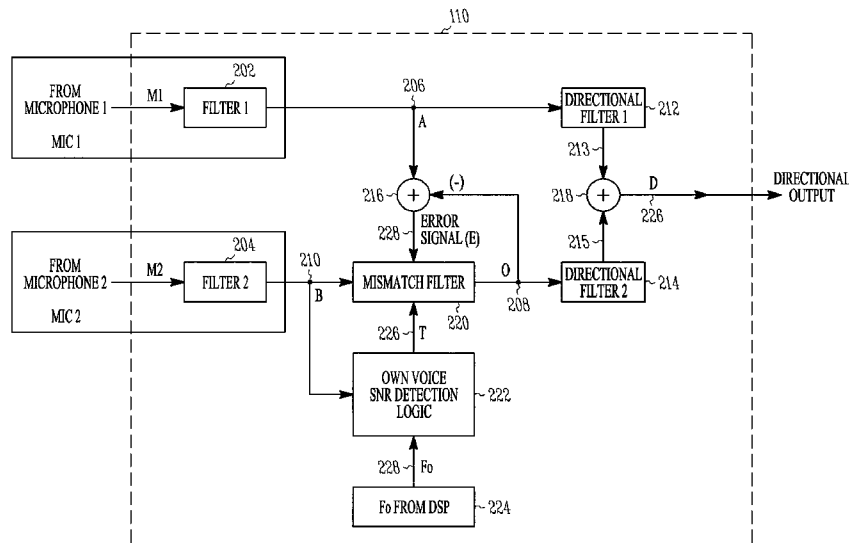 110
FROM
MICROPHONE 1
MIC 1
M1
202
FILTER 1
206
A
DIRECTIONAL
FILTER 1
212
213
216
+
(-)
218
+
D
226
DIRECTIONAL
OUTPUT
228
ERROR
SIGNAL (E)
215
FROM
MICROPHONE 2
MIC 2
M2
204
FILTER 2
210
B
MISMATCH FILTER
220
O
208
DIRECTIONAL
FILTER 2
214
226
T
OWN VOICE
SNR DETECTION
LOGIC
222
228
Fo
Fo FROM DSP
224